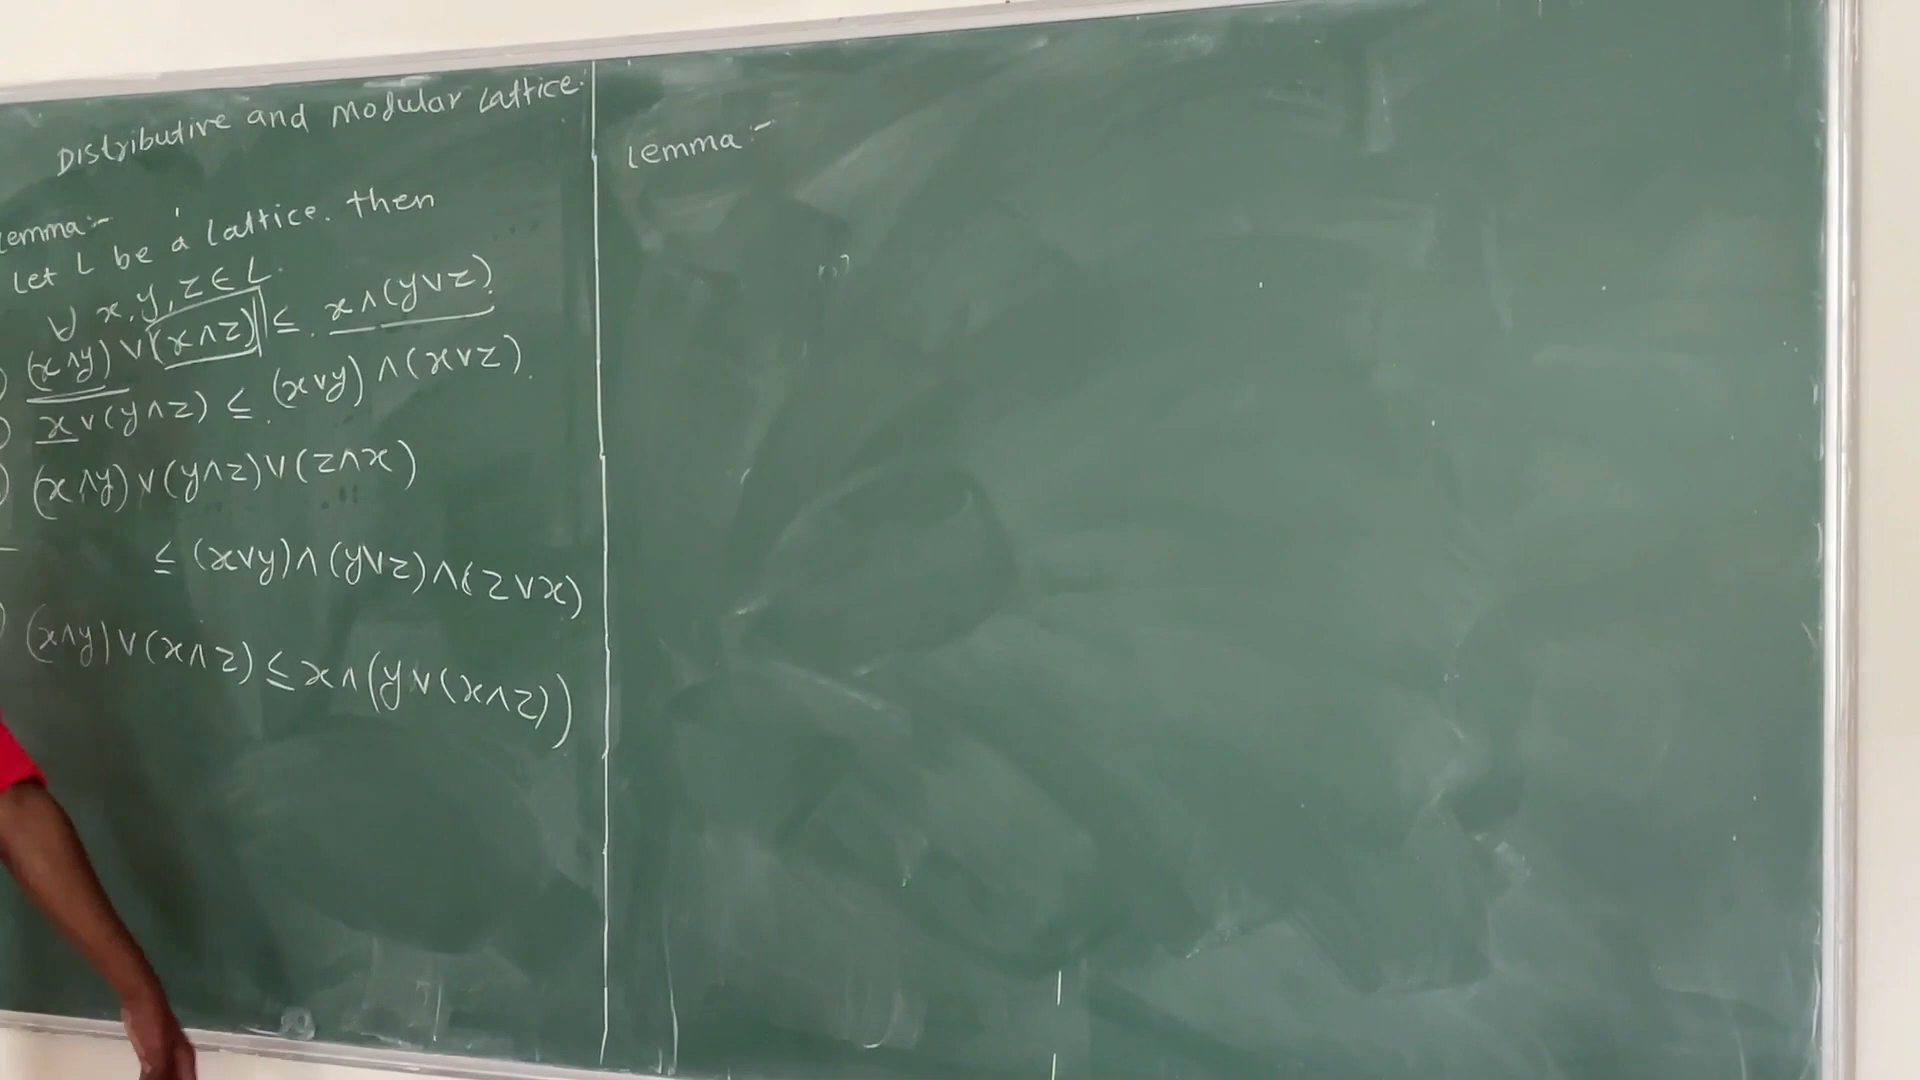 Distributive and Modular Lattice.
Lemma:-
Let L be a lattice. then
∀ x, y, z ∈ L.
(x∧y) ∨ (x∧z) ≤ x∧(y∨z).
x∨(y∧z) ≤ (x∨y) ∧ (x∨z).
(x∧y) ∨ (y∧z) ∨ (z∧x)
≤ (x∨y) ∧ (y∨z) ∧ (z∨x)
(x∧y) ∨ (x∧z) ≤ x∧(y∨(x∧z))
Lemma:-